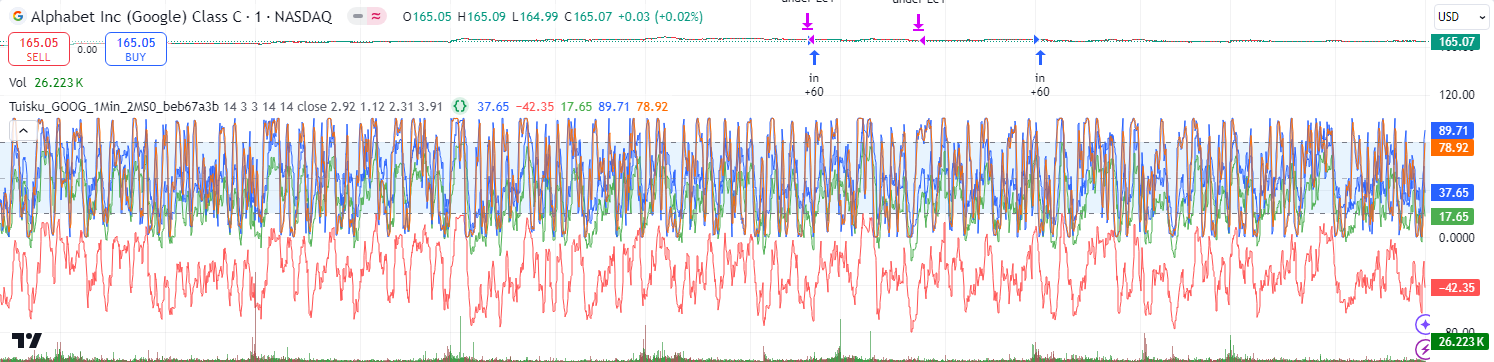 Alphabet Inc (Google) Class C · 1 · NASDAQ O165.05 H165.09 L164.99 C165.07 +0.03 (+0.02%)
USD
165.05
SELL
0.00
165.05
BUY
165.07
Vol 26.223 K
in
+60
in
+60
120.00
Tuisku_GOOG_1Min_2MS0_beb67a3b 14 3 3 14 14 close 2.92 1.12 2.31 3.91 {} 37.65 −42.35 17.65 89.71 78.92
89.71
78.92
37.65
17.65
0.0000
−42.35
26.223 K